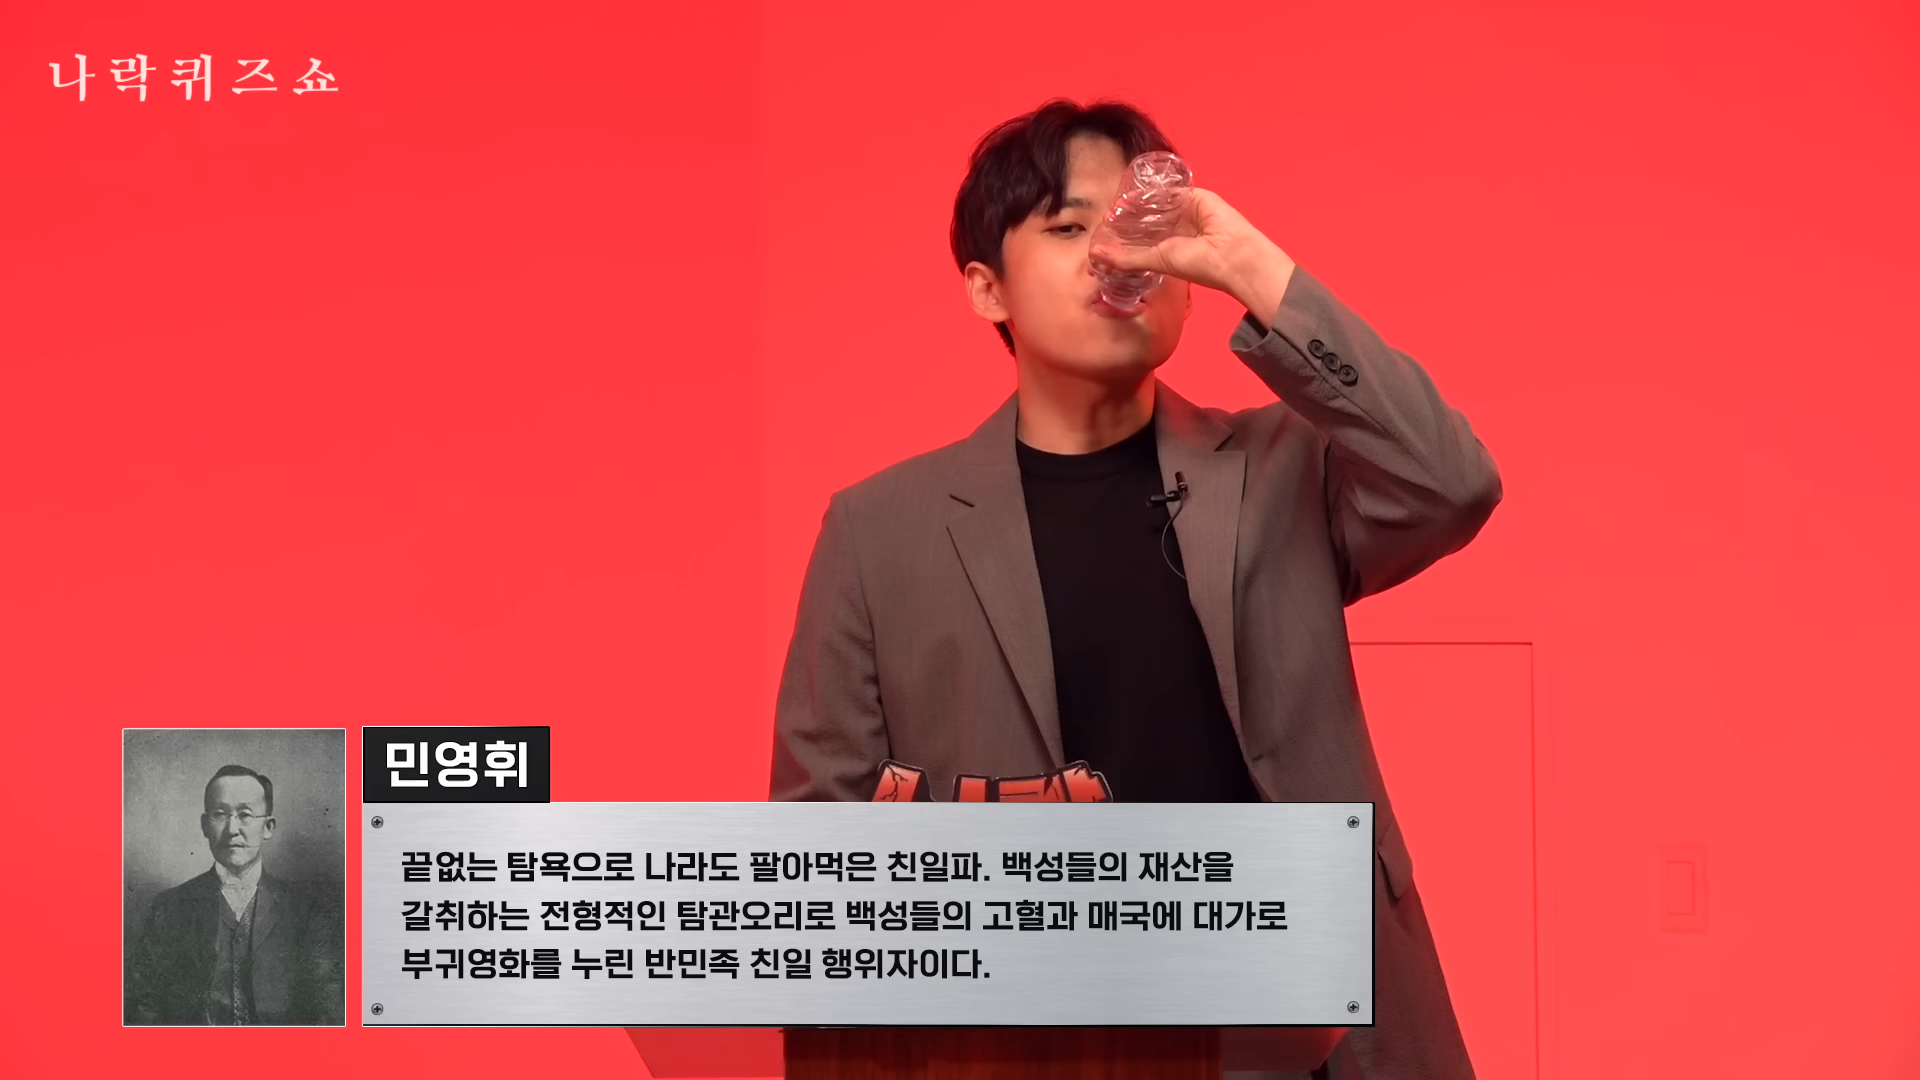 나락퀴즈쇼
민영휘
끝없는 탐욕으로 나라도 팔아먹은 친일파. 백성들의 재산을
갈취하는 전형적인 탐관오리로 백성들의 고혈과 매국에 대가로
부귀영화를 누린 반민족 친일 행위자이다.